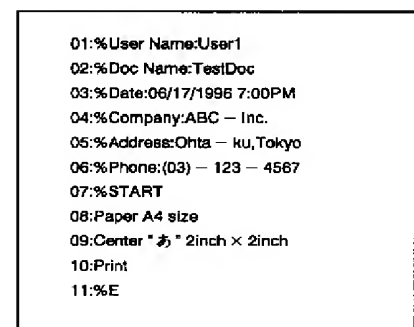 01:%User Name:User1
02:%Doc Name:TestDoc
03:%Date:06/17/1996 7:00PM
04:%Company:ABC – Inc.
05:%Address:Ohta – ku,Tokyo
06:%Phone:(03) – 123 – 4567
07:%START
08:Paper A4 size
09:Center "あ" 2inch × 2inch
10:Print
11:%E